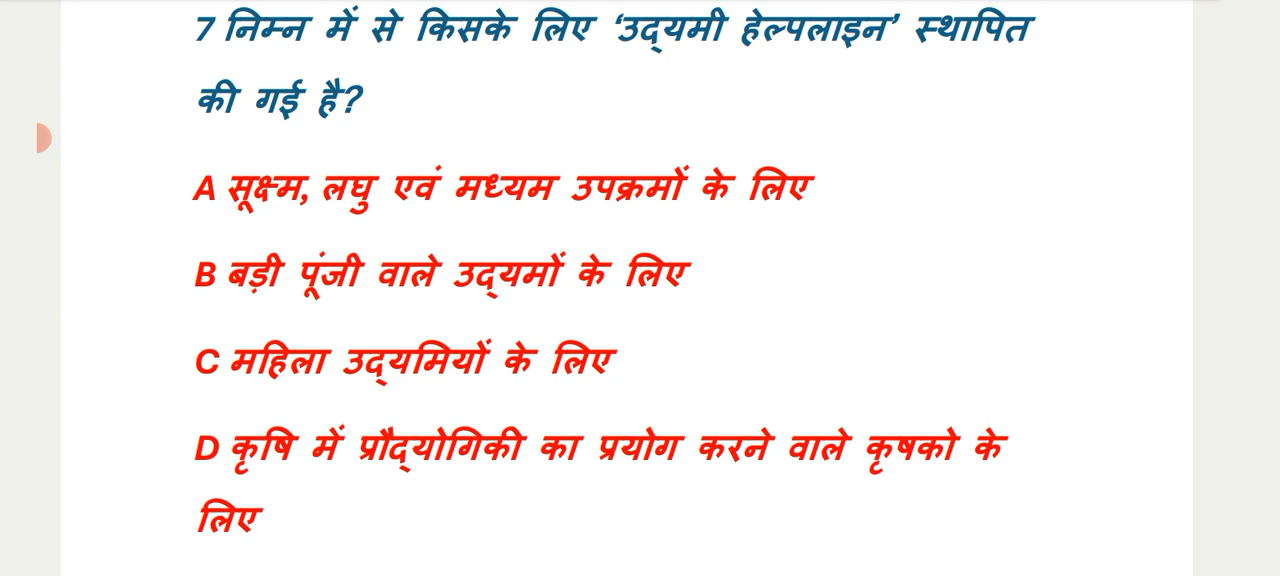 7 निम्न में से किसके लिए ‘उद्यमी हेल्पलाइन’ स्थापित
की गई है?
A सूक्ष्म, लघु एवं मध्यम उपक्रमों के लिए
B बड़ी पूंजी वाले उद्यमों के लिए
C महिला उद्यमियों के लिए
D कृषि में प्रौद्योगिकी का प्रयोग करने वाले कृषको के
लिए